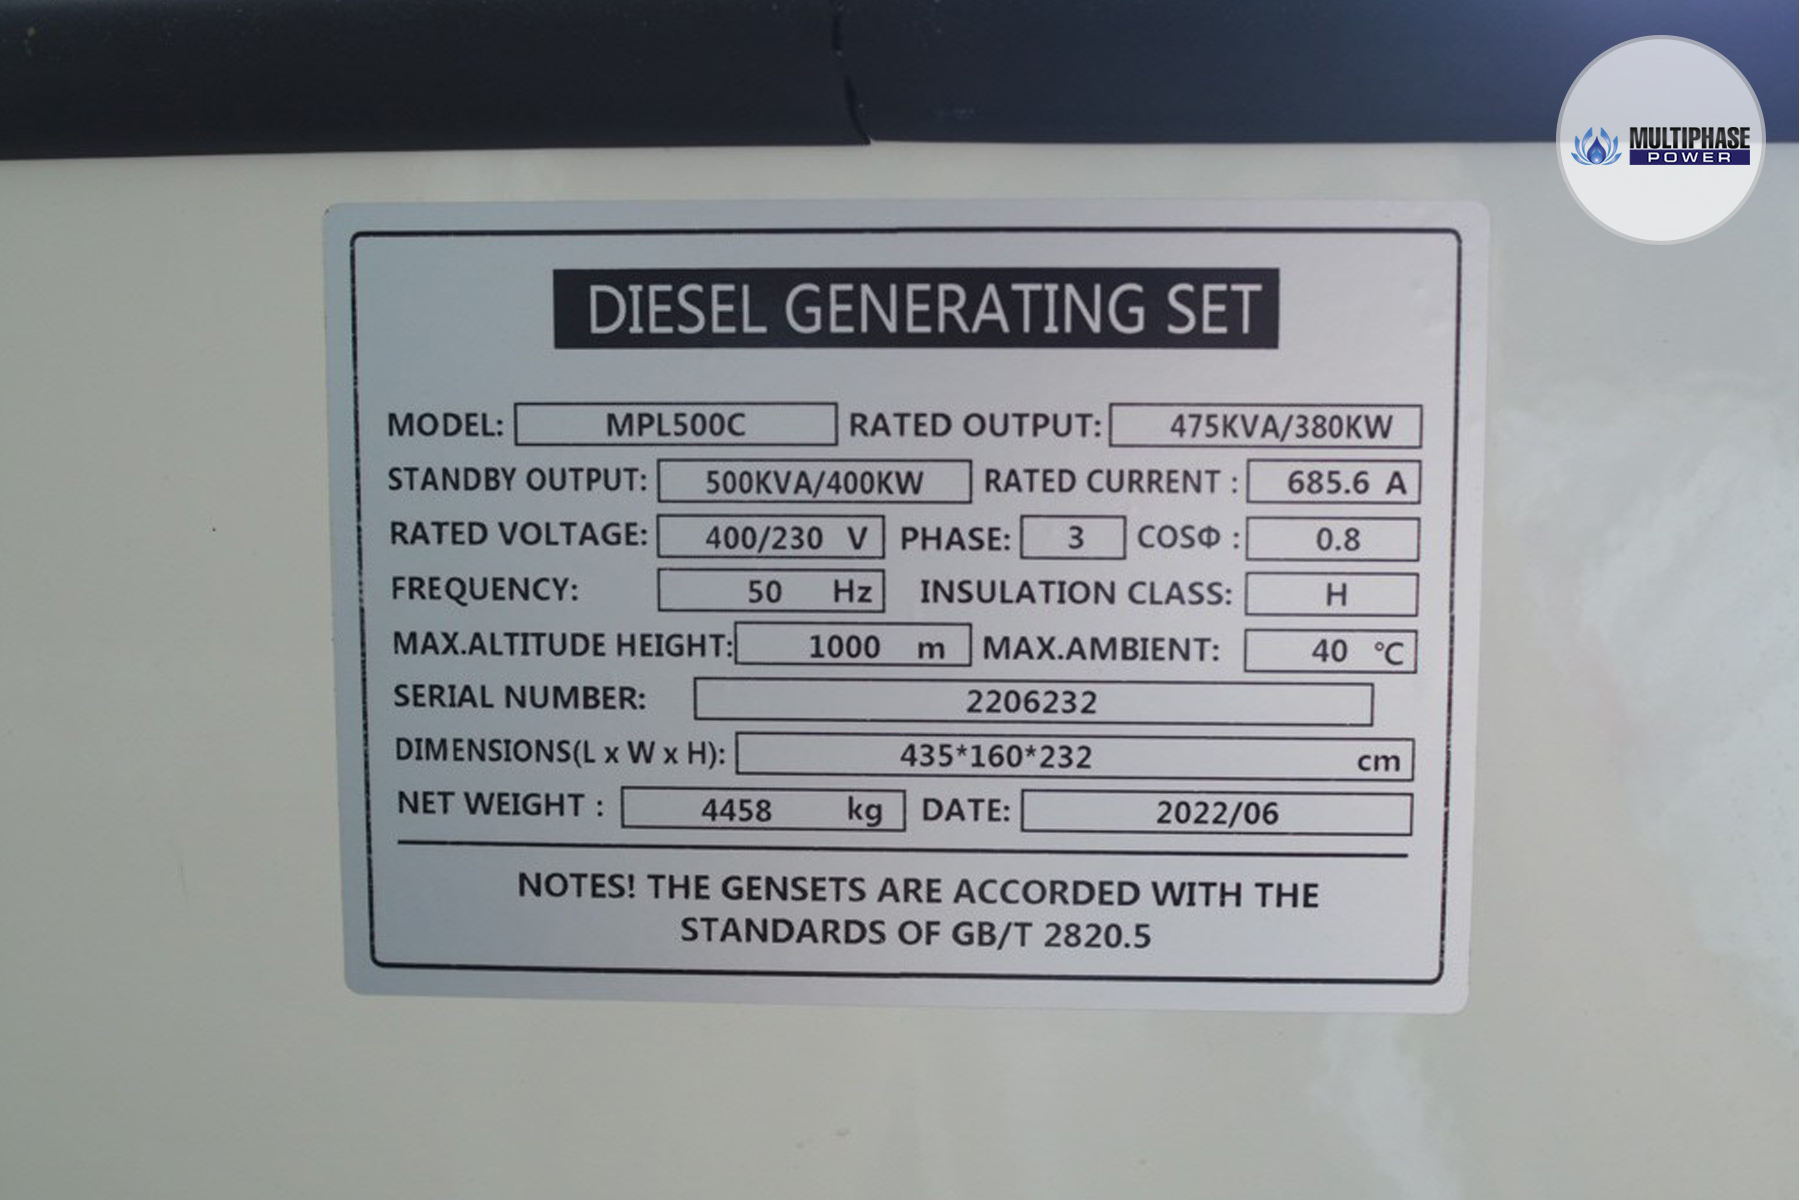 MULTIPHASE
POWER
DIESEL GENERATING SET
MODEL: MPL500C RATED OUTPUT: 475KVA/380KW
STANDBY OUTPUT: 500KVA/400KW RATED CURRENT : 685.6 A
RATED VOLTAGE: 400/230 V PHASE: 3 COSΦ : 0.8
FREQUENCY: 50 Hz INSULATION CLASS: H
MAX.ALTITUDE HEIGHT: 1000 m MAX.AMBIENT: 40 °C
SERIAL NUMBER: 2206232
DIMENSIONS(L x W x H): 435*160*232 cm
NET WEIGHT : 4458 kg DATE: 2022/06
NOTES! THE GENSETS ARE ACCORDED WITH THE
STANDARDS OF GB/T 2820.5